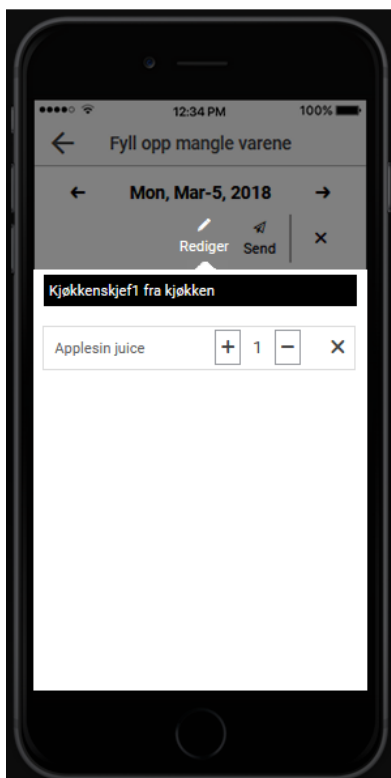 12:34 PM 100%
Fyll opp mangle varene
Mon, Mar-5, 2018
Rediger Send
Kjøkkenskjef1 fra kjøkken
Applesin juice + 1 −